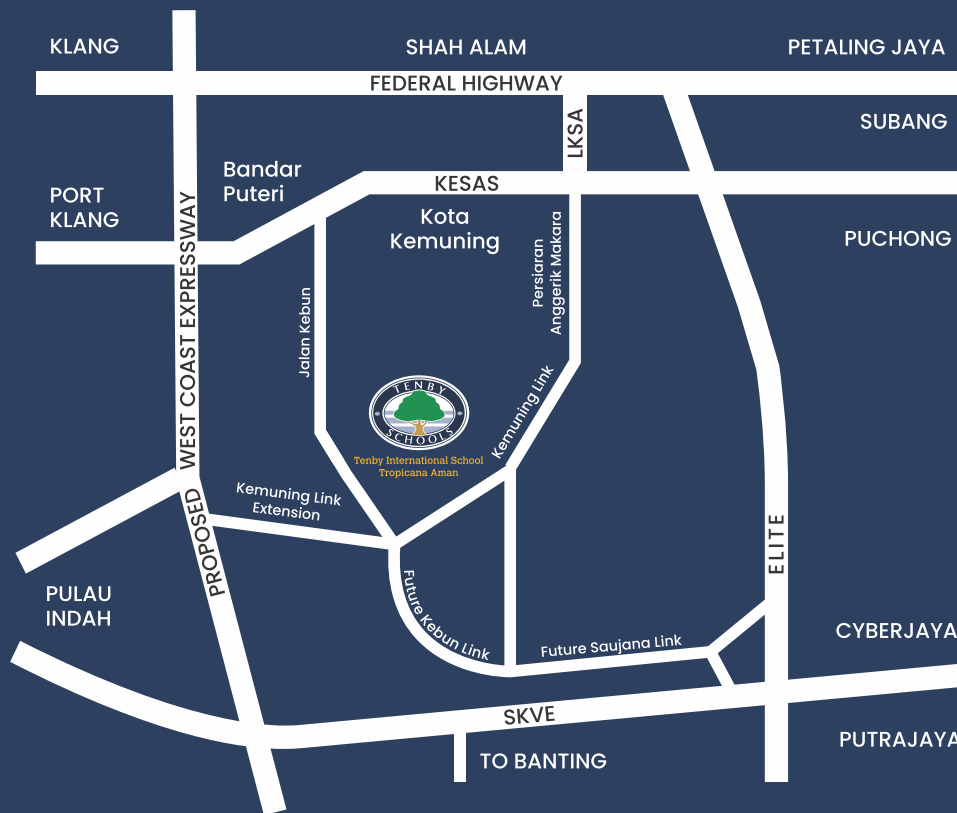 KLANG
SHAH ALAM
PETALING JAYA
FEDERAL HIGHWAY
SUBANG
LKSA
Bandar
Puteri
KESAS
PORT
KLANG
Kota
Kemuning
PUCHONG
Persiaran
Anggerik Makara
Jalan Kebun
PROPOSED WEST COAST EXPRESSWAY
TENBY
SCHOOLS
Kemuning Link
Tenby International School
Tropicana Aman
Kemuning Link
Extension
ELITE
PULAU
INDAH
Future Kebun Link
Future Saujana Link
CYBERJAYA
SKVE
PUTRAJAYA
TO BANTING